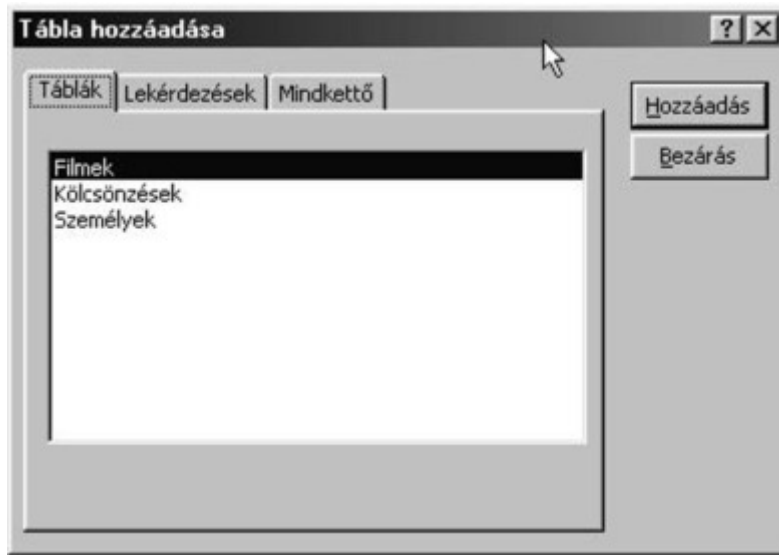 Tábla hozzáadása
Táblák Lekérdezések Mindkettő
Hozzáadás
Bezárás
Filmek
Kölcsönzések
Személyek